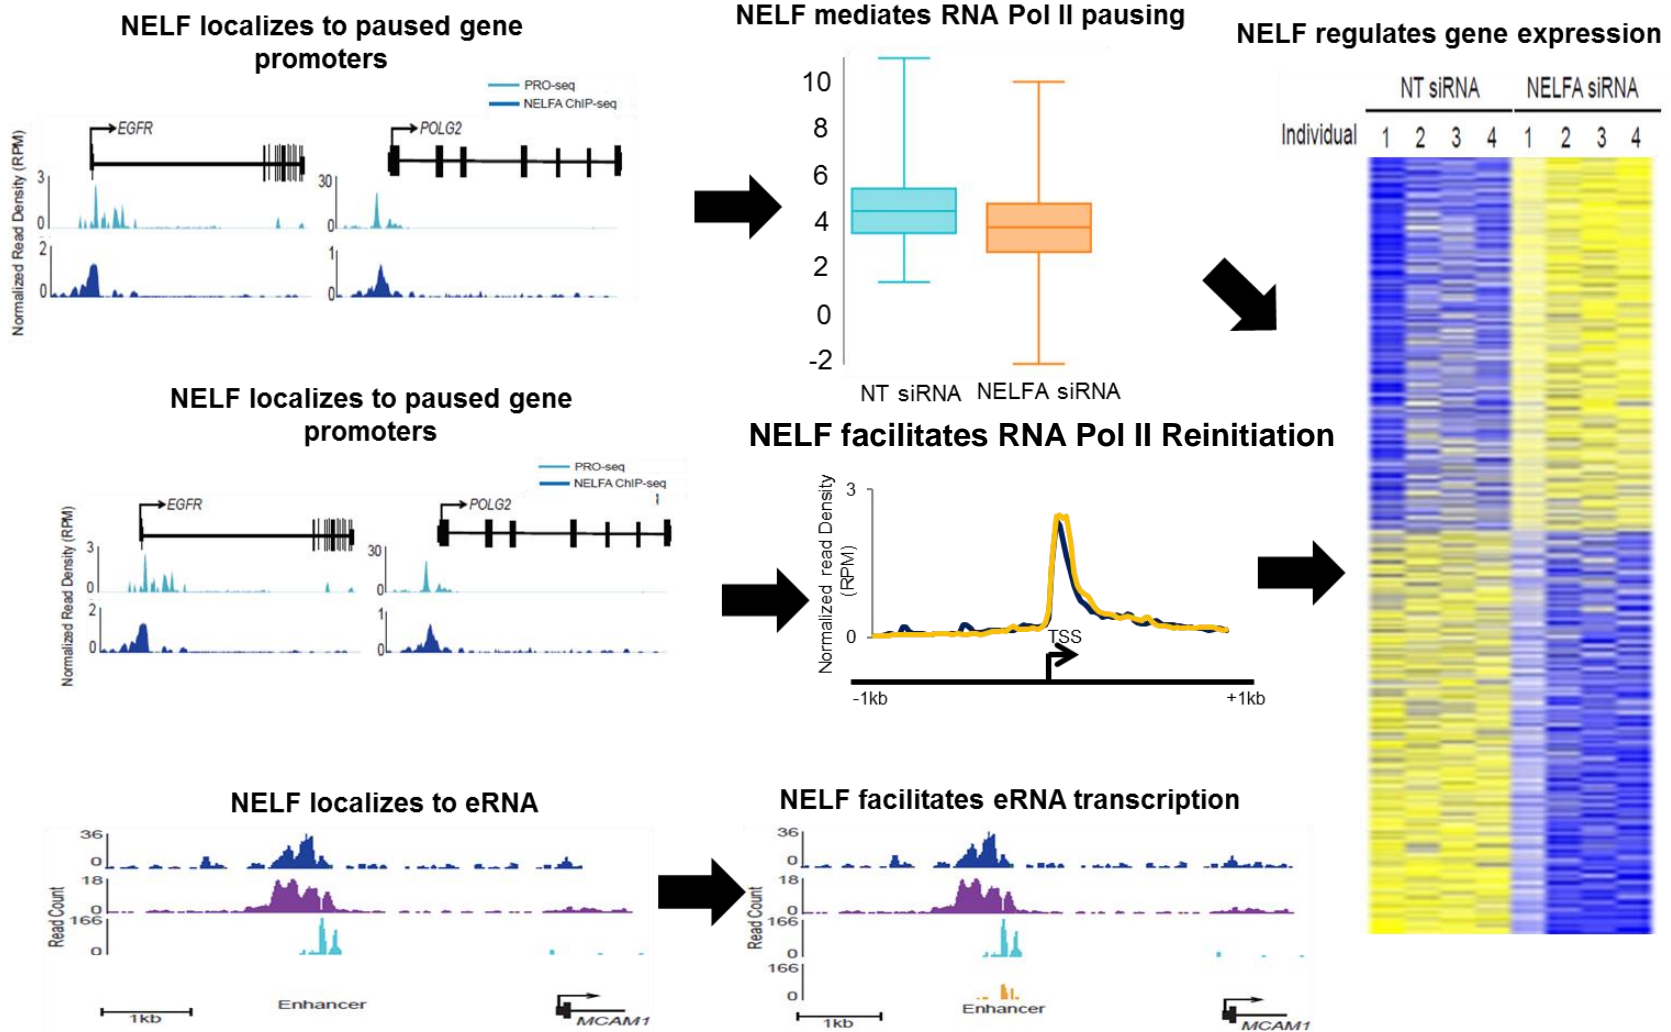 NELF localizes to paused gene
promoters
PRO-seq
NELFA ChIP-seq
EGFR
POLG2
Normalized Read Density (RPM)
3
0
30
0
2
0
1
0
NELF mediates RNA Pol II pausing
10
8
6
4
2
0
-2
NT siRNA
NELFA siRNA
NELF regulates gene expression
NT siRNA
NELFA siRNA
Individual
1 2 3 4 1 2 3 4
NELF localizes to paused gene
promoters
PRO-seq
NELFA ChIP-seq
EGFR
POLG2
Normalized Read Density (RPM)
3
0
30
0
2
0
1
0
NELF facilitates RNA Pol II Reinitiation
Normalized read Density
(RPM)
3
0
TSS
-1kb
+1kb
NELF localizes to eRNA
Read Count
36
0
18
0
166
0
Enhancer
1kb
MCAM1
NELF facilitates eRNA transcription
Read Count
36
0
18
0
166
0
166
0
Enhancer
1kb
MCAM1